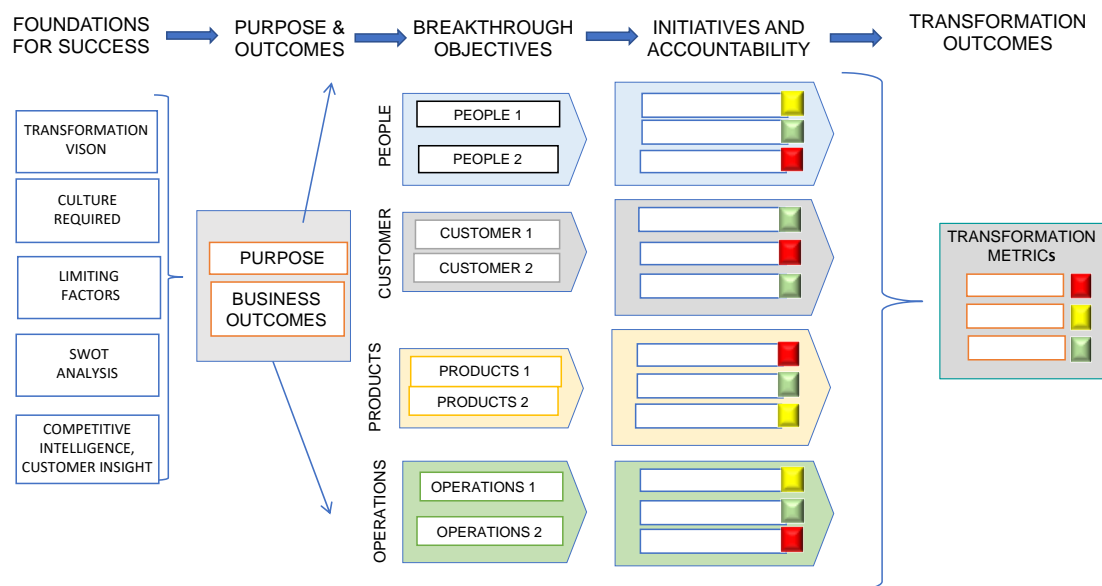 FOUNDATIONS
FOR SUCCESS
PURPOSE &
OUTCOMES
BREAKTHROUGH
OBJECTIVES
INITIATIVES AND
ACCOUNTABILITY
TRANSFORMATION
OUTCOMES
TRANSFORMATION
VISON
CULTURE
REQUIRED
LIMITING
FACTORS
SWOT
ANALYSIS
COMPETITIVE
INTELLIGENCE,
CUSTOMER INSIGHT
PURPOSE
BUSINESS
OUTCOMES
PEOPLE
PEOPLE 1
PEOPLE 2
CUSTOMER
CUSTOMER 1
CUSTOMER 2
PRODUCTS
PRODUCTS 1
PRODUCTS 2
OPERATIONS
OPERATIONS 1
OPERATIONS 2
TRANSFORMATION
METRICs